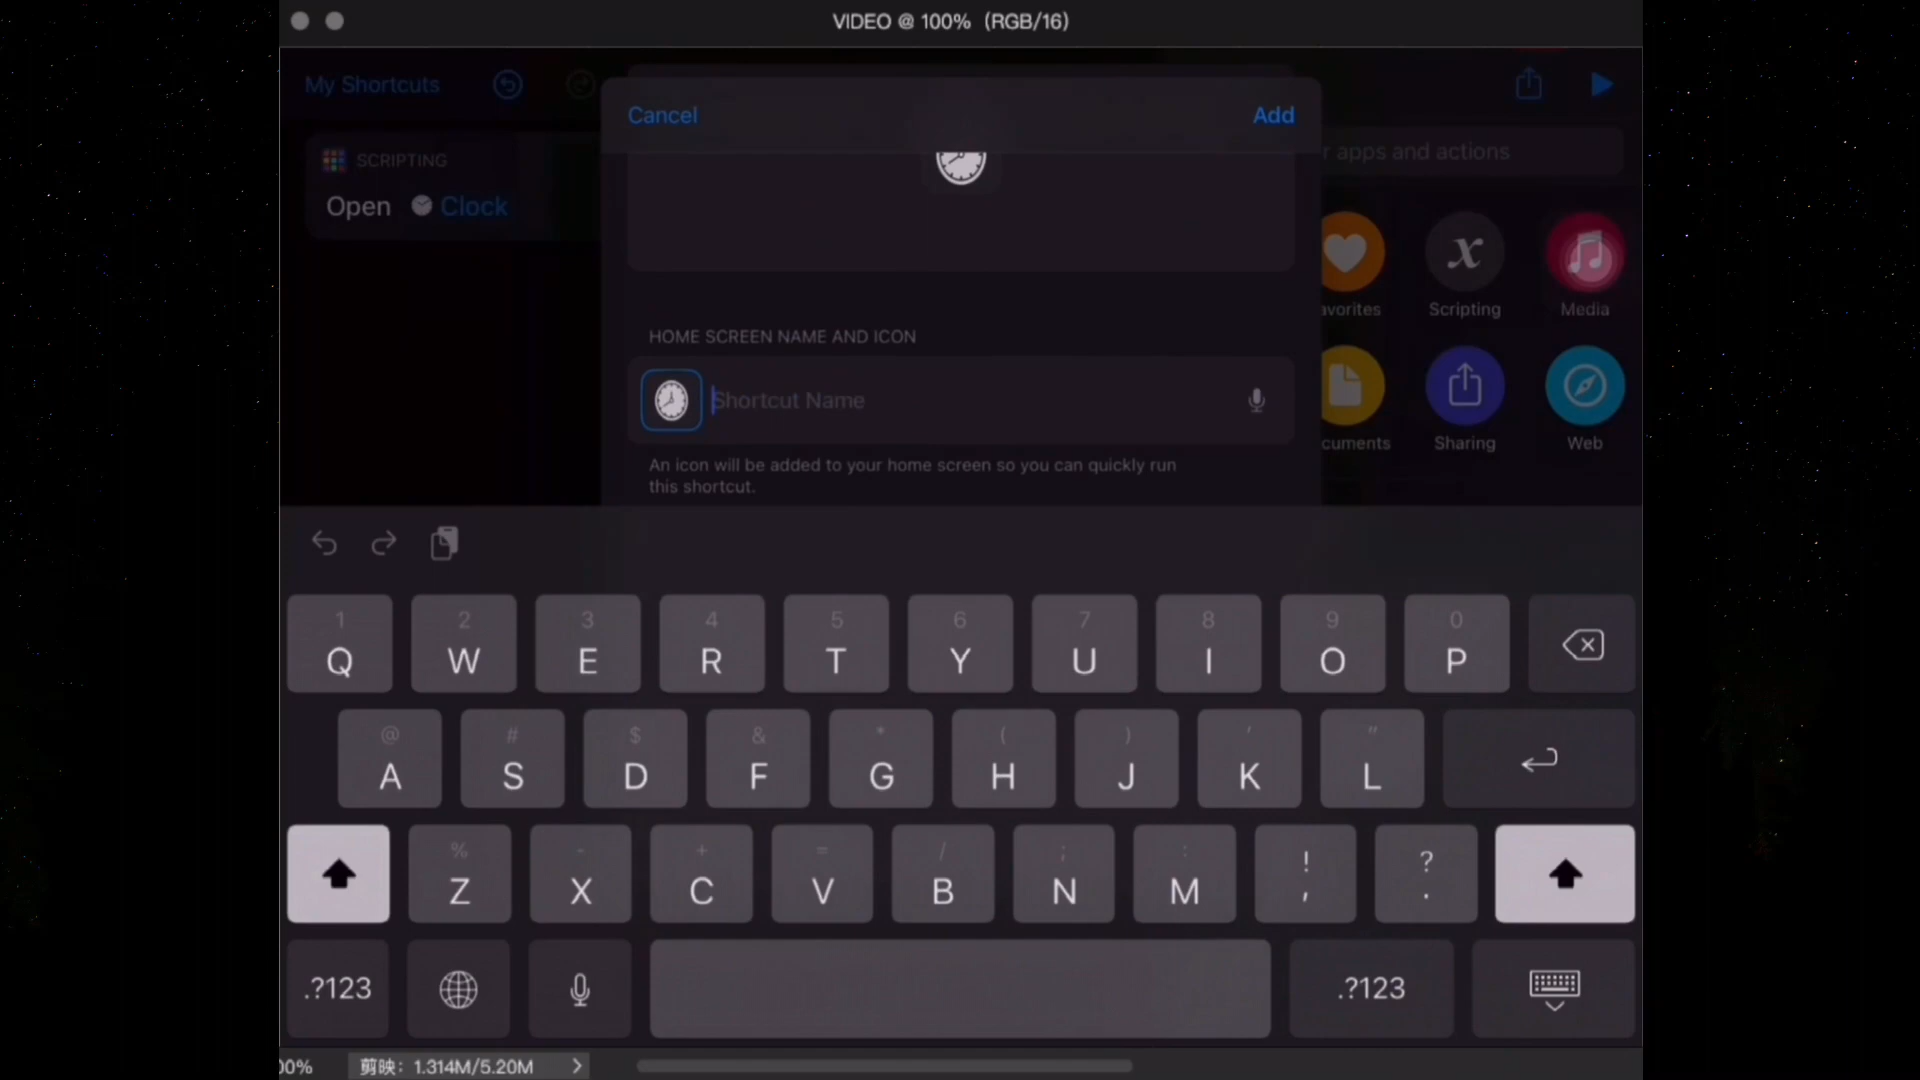 VIDEO @ 100% (RGB/16)
My Shortcuts
Cancel
Add
SCRIPTING
Open Clock
r apps and actions
avorites
Scripting
Media
HOME SCREEN NAME AND ICON
Shortcut Name
cuments
Sharing
Web
An icon will be added to your home screen so you can quickly run
this shortcut.
1 2 3 4 5 6 7 8 9 0
Q W E R T Y U I O P
@ # $ & * ( ) ' "
A S D F G H J K L
% - + = / ; : ! ?
Z X C V B N M , .
.?123 .?123
00% 剪映: 1.314M/5.20M >